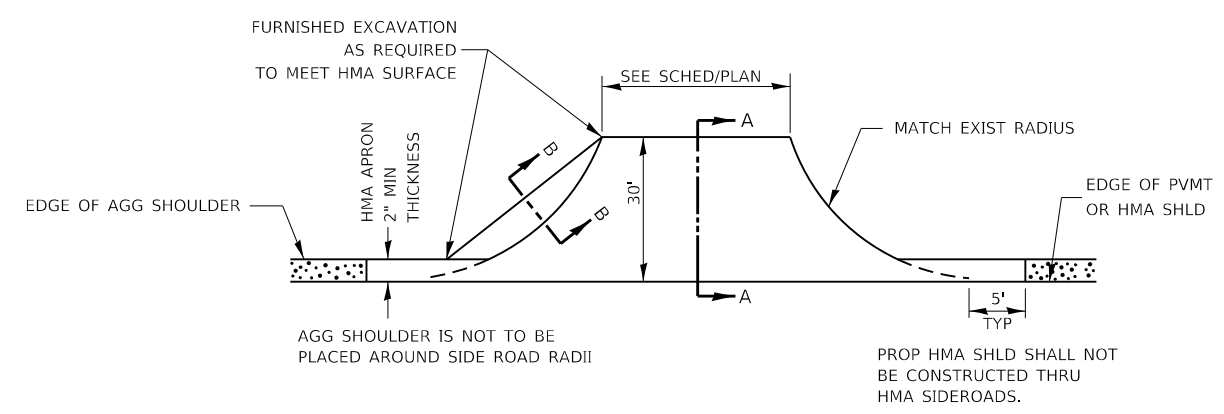 FURNISHED EXCAVATION
AS REQUIRED
TO MEET HMA SURFACE
SEE SCHED/PLAN
A
MATCH EXIST RADIUS
HMA APRON
2" MIN
THICKNESS
B
B
30'
EDGE OF AGG SHOULDER
EDGE OF PVMT
OR HMA SHLD
A
5'
TYP
AGG SHOULDER IS NOT TO BE
PLACED AROUND SIDE ROAD RADII
PROP HMA SHLD SHALL NOT
BE CONSTRUCTED THRU
HMA SIDEROADS.